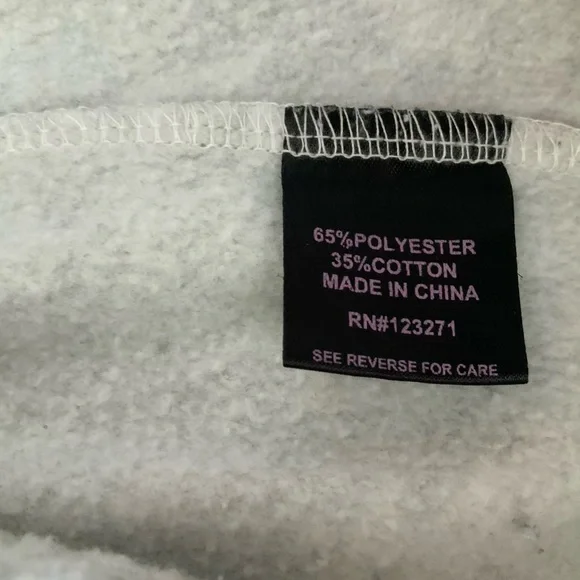 65%POLYESTER
35%COTTON
MADE IN CHINA
RN#123271
SEE REVERSE FOR CARE